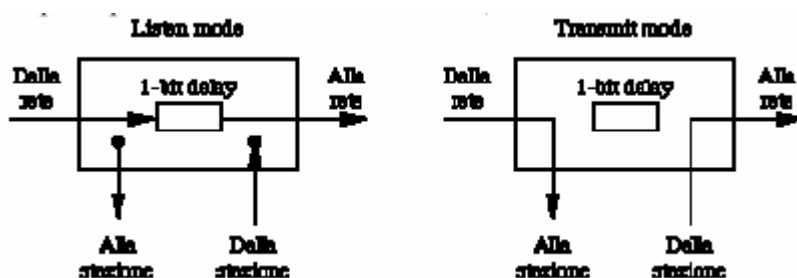 Listen mode
Transmit mode
Dalla
rete
1-bit delay
Alla
rete
Dalla
rete
1-bit delay
Alla
rete
Alla
stazione
Dalla
stazione
Alla
stazione
Dalla
stazione